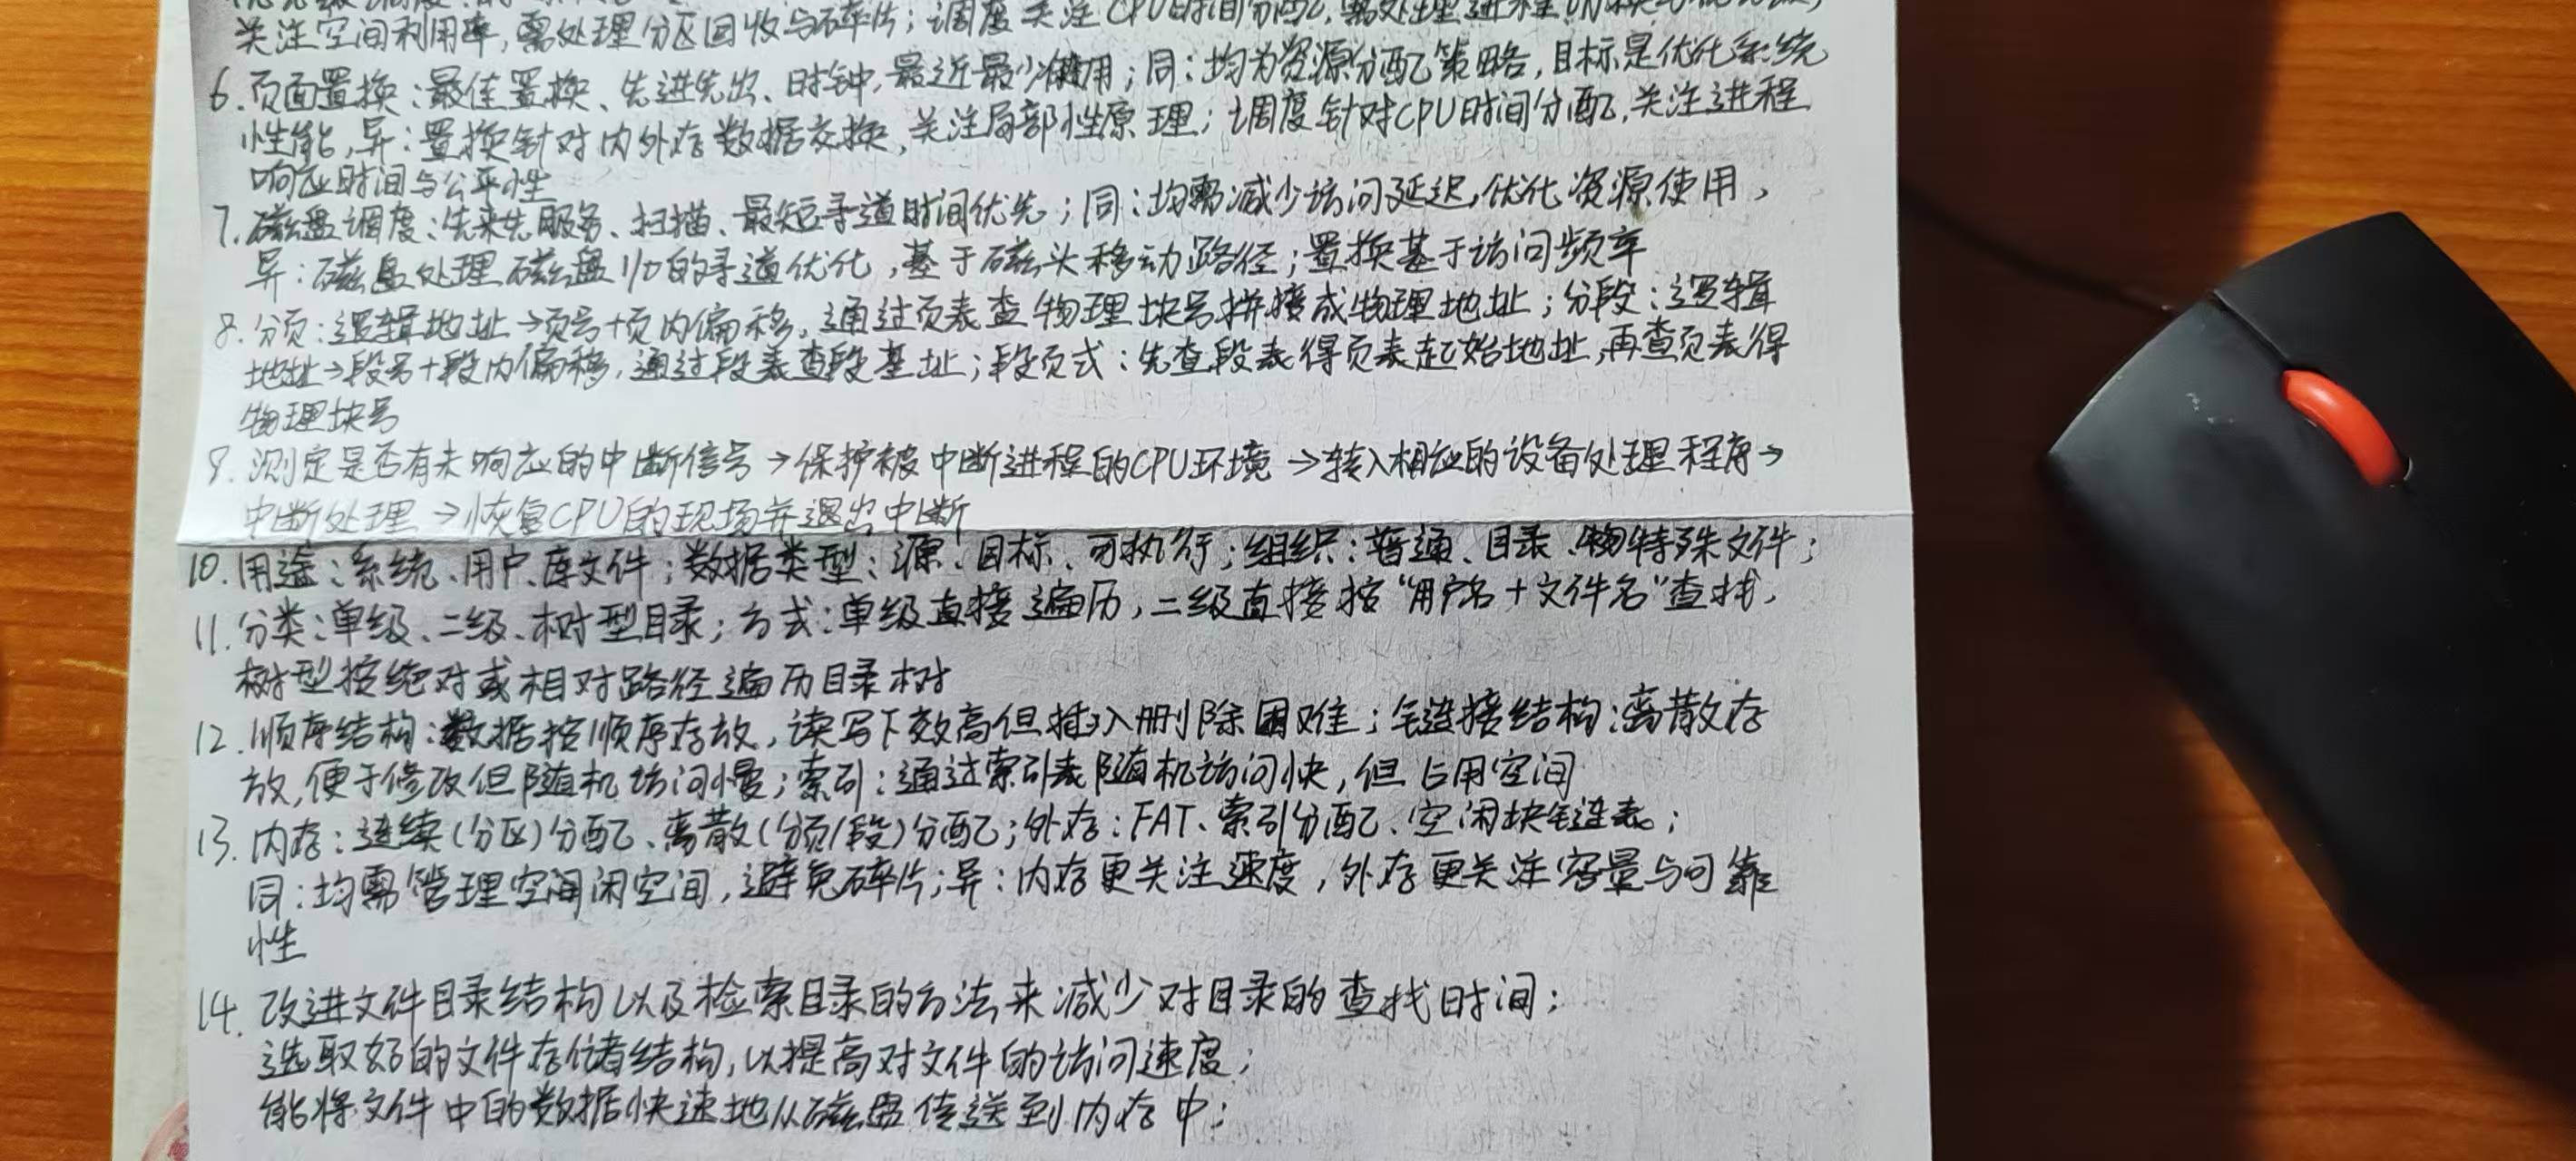 关注空间利用率,需处理分区回收与碎片;调度关注CPU时间分配,需处理进程
6.页面置换:最佳置换、先进先出、时钟,最近最少使用;同:均为资源分配策略,目标是优化系统
性能,异:置换针对内外存数据交换,关注局部性原理;调度针对CPU时间分配,关注进程
响应时间与公平性
7.磁盘调度:先来先服务、扫描、最短寻道时间优先;同:均需减少访问延迟,优化资源使用,
异:磁盘处理磁盘I/O的寻道优化,基于磁头移动路径;置换基于访问频率
8.分页:逻辑地址→页号+页内偏移,通过页表查物理块号拼接成物理地址;分段:逻辑
地址→段号+段内偏移,通过段表查段基址;段页式:先查段表得页表起始地址,再查页表得
物理块号
9.测定是否有未响应的中断信号→保护被中断进程的CPU环境→转入相应的设备处理程序→
中断处理→恢复CPU的现场并退出中断
10.用途:系统、用户、库文件;数据类型:源、目标、可执行;组织:普通、目录、特殊文件;
11.分类:单级、二级、树型目录;方式:单级直接遍历,二级直接按“用户名+文件名”查找,
树型按绝对或相对路径遍历目录树
12.顺序结构:数据按顺序存放,读写下效高但插入删除困难;链接结构:离散存
放,便于修改但随机访问慢;索引:通过索引表随机访问快,但占用空间
13.内存:连续(分区)分配、离散(分页/段)分配;外存:FAT、索引分配、空闲块链表;
同:均需管理空闲空间,避免碎片;异:内存更关注速度,外存更关注容量与可靠
性
14.改进文件目录结构以及检索目录的方法来减少对目录的查找时间;
选取好的文件存储结构,以提高对文件的访问速度;
能将文件中的数据快速地从磁盘传送到内存中;